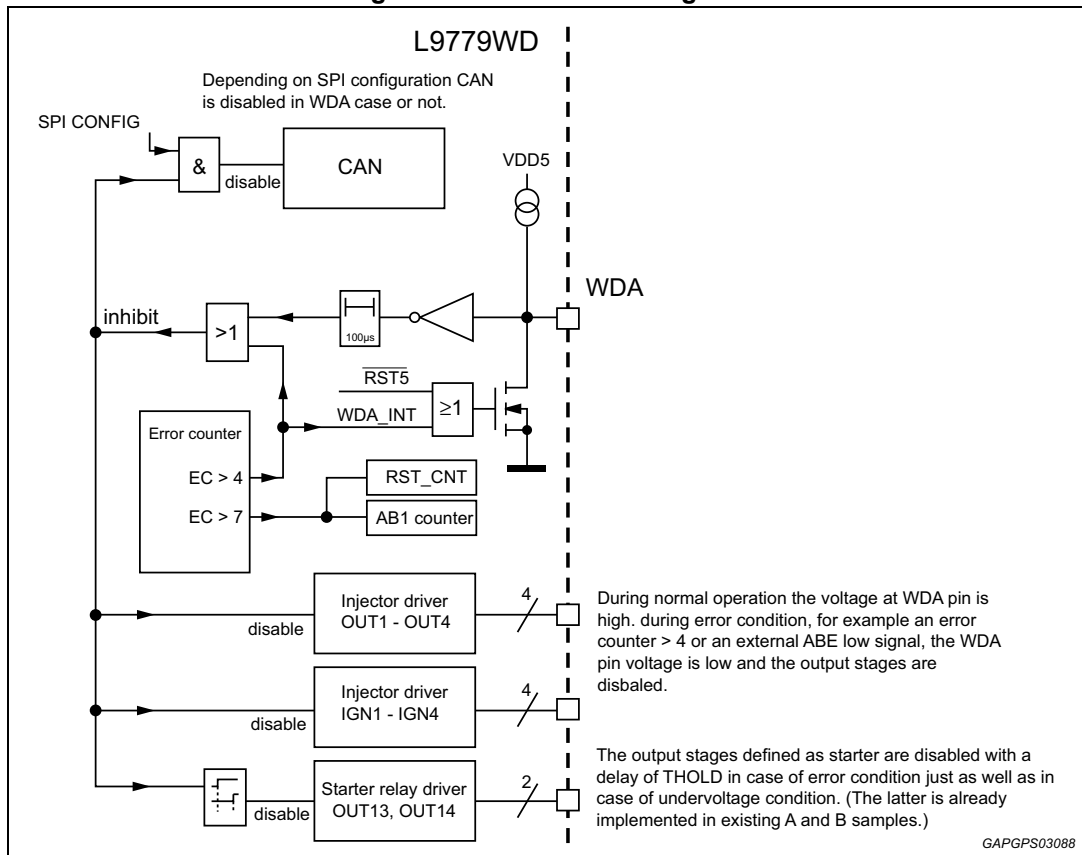 L9779WD
Depending on SPI configuration CAN
is disabled in WDA case or not.
SPI CONFIG
&
disable
CAN
VDD5
WDA
inhibit
>1
100µs
RST5
WDA_INT
≥1
Error counter
EC > 4
EC > 7
RST_CNT
AB1 counter
Injector driver
OUT1 - OUT4
disable
4
During normal operation the voltage at WDA pin is
high. during error condition, for example an error
counter > 4 or an external ABE low signal, the WDA
pin voltage is low and the output stages are
disbaled.
Injector driver
IGN1 - IGN4
disable
4
Starter relay driver
OUT13, OUT14
disable
2
The output stages defined as starter are disabled with a
delay of THOLD in case of error condition just as well as in
case of undervoltage condition. (The latter is already
implemented in existing A and B samples.)
GAPGPS03088